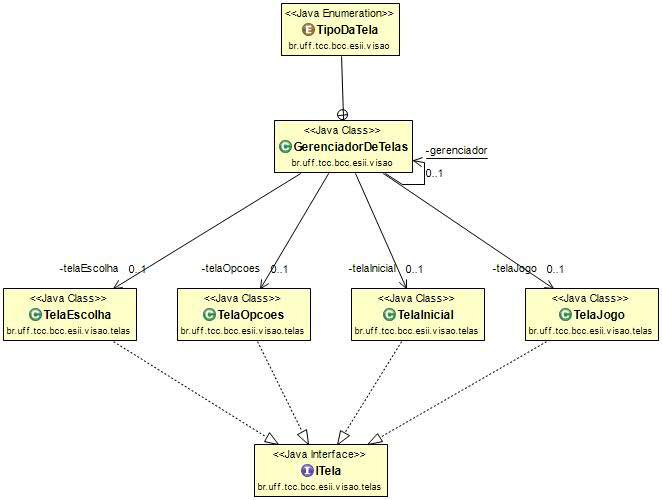 <<Java Enumeration>>
TipoDaTela
br.uff.tcc.bcc.esii.visao
<<Java Class>>
GerenciadorDeTelas
br.uff.tcc.bcc.esii.visao
-gerenciador
0..1
-telaEscolha 0..1
-telaOpcoes 0..1
-telaInicial 0..1
-telaJogo 0..1
<<Java Class>>
TelaEscolha
br.uff.tcc.bcc.esii.visao.telas
<<Java Class>>
TelaOpcoes
br.uff.tcc.bcc.esii.visao.telas
<<Java Class>>
TelaInicial
br.uff.tcc.bcc.esii.visao.telas
<<Java Class>>
TelaJogo
br.uff.tcc.bcc.esii.visao.telas
<<Java Interface>>
ITela
br.uff.tcc.bcc.esii.visao.telas